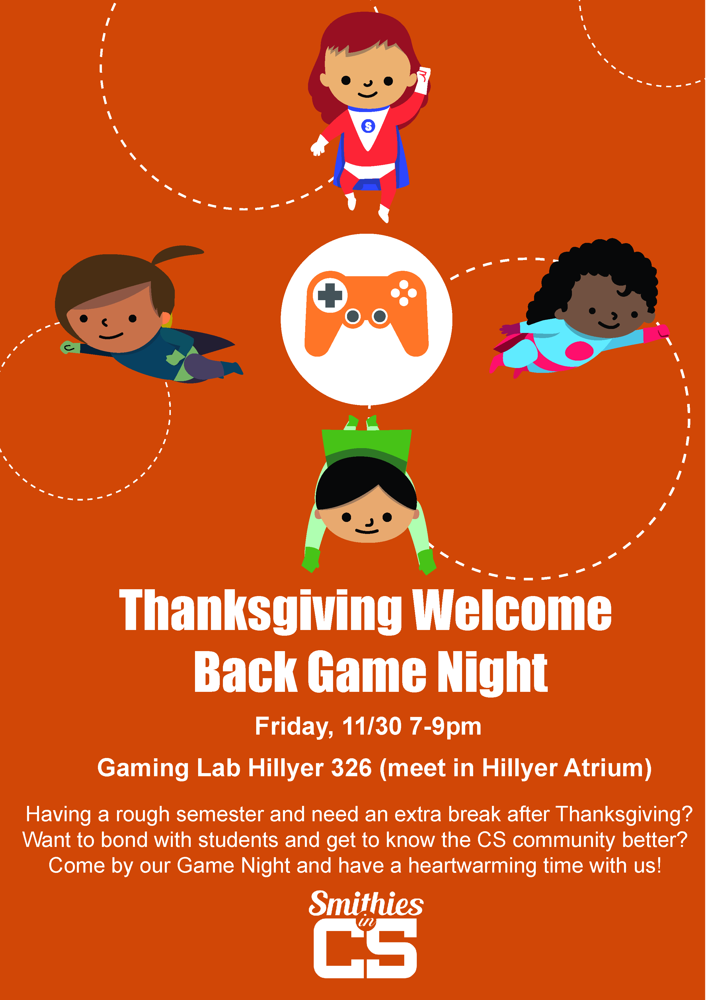 S
Thanksgiving Welcome
Back Game Night
Friday, 11/30 7-9pm
Gaming Lab Hillyer 326 (meet in Hillyer Atrium)
Having a rough semester and need an extra break after Thanksgiving?
Want to bond with students and get to know the CS community better?
Come by our Game Night and have a heartwarming time with us!
Smithies
in
CS